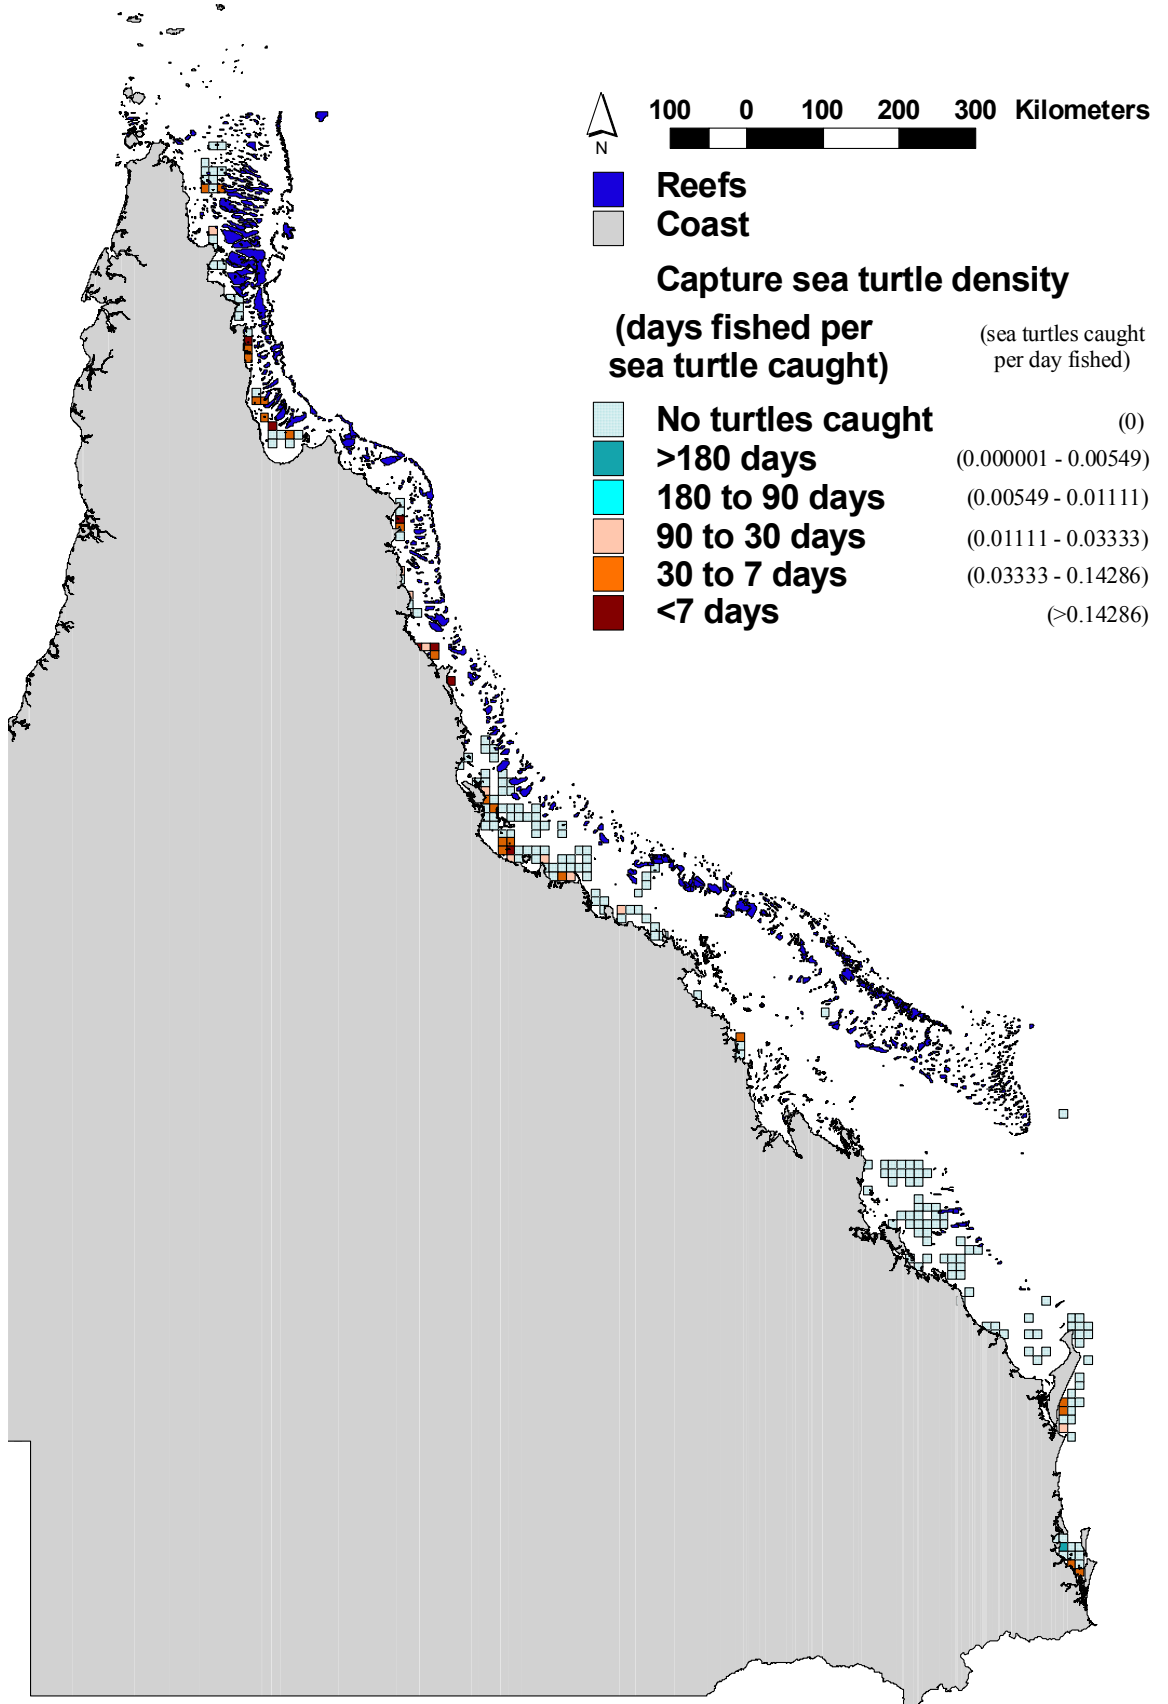 100 0 100 200 300 Kilometers
N
Reefs
Coast
Capture sea turtle density
(days fished per
sea turtle caught)
(sea turtles caught
per day fished)
No turtles caught (0)
>180 days (0.000001 - 0.00549)
180 to 90 days (0.00549 - 0.01111)
90 to 30 days (0.01111 - 0.03333)
30 to 7 days (0.03333 - 0.14286)
<7 days (>0.14286)